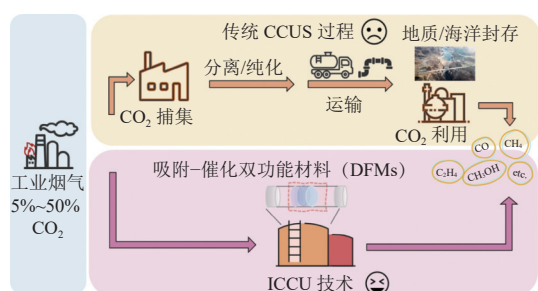 传统 CCUS 过程
地质/海洋封存
分离/纯化
运输
CO₂ 捕集
CO₂ 利用
工业烟气
5%~50%
CO₂
CO
CH₄
C₂H₄
CH₃OH
etc.
吸附-催化双功能材料（DFMs）
ICCU 技术